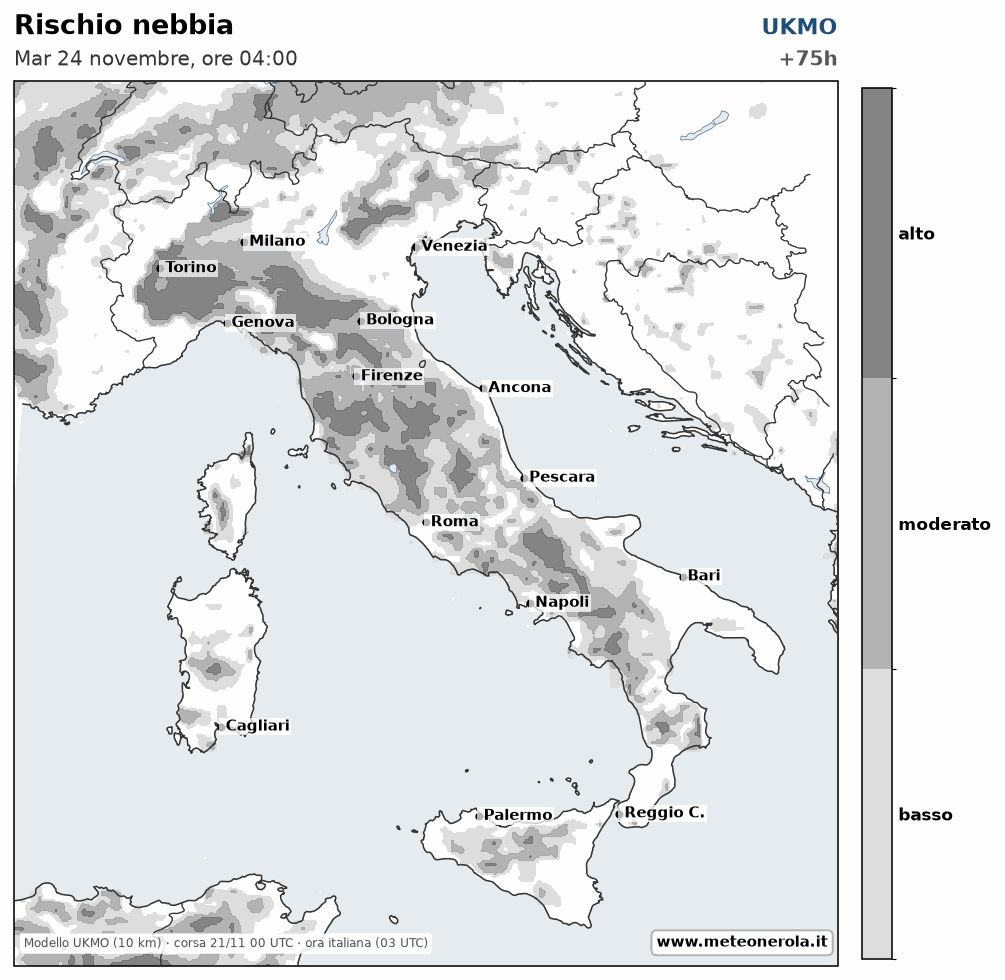 Rischio nebbia
UKMO
Mar 24 novembre, ore 04:00
+75h
alto
Milano
Venezia
Torino
Genova
Bologna
Firenze
Ancona
Pescara
Roma
moderato
Bari
Napoli
Cagliari
Palermo
Reggio C.
basso
Modello UKMO (10 km) · corsa 21/11 00 UTC · ora italiana (03 UTC)
www.meteonerola.it